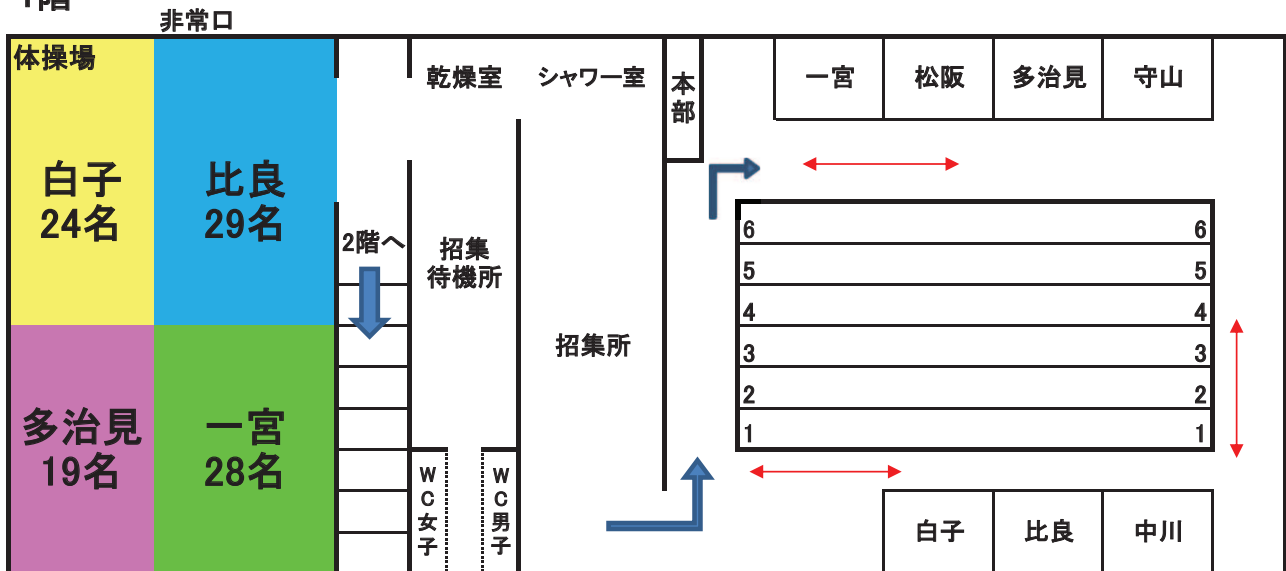 1階
非常口
体操場
白子
24名
比良
29名
多治見
19名
一宮
28名
2階へ
乾燥室
シャワー室
本部
招集
待機所
招集所
WC女子
WC男子
一宮
松阪
多治見
守山
6
6
5
5
4
4
3
3
2
2
1
1
白子
比良
中川